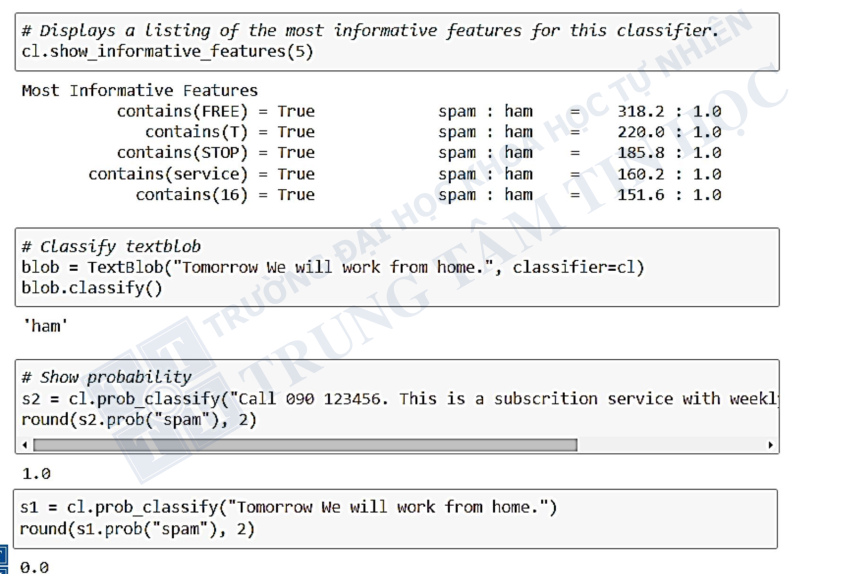 # Displays a listing of the most informative features for this classifier.
cl.show_informative_features(5)
Most Informative Features
contains(FREE) = True spam : ham = 318.2 : 1.0
contains(T) = True spam : ham = 220.0 : 1.0
contains(STOP) = True spam : ham = 185.8 : 1.0
contains(service) = True spam : ham = 160.2 : 1.0
contains(16) = True spam : ham = 151.6 : 1.0
# Classify textblob
blob = TextBlob("Tomorrow We will work from home.", classifier=cl)
blob.classify()
'ham'
# Show probability
s2 = cl.prob_classify("Call 090 123456. This is a subscrition service with weekl
round(s2.prob("spam"), 2)
1.0
s1 = cl.prob_classify("Tomorrow We will work from home.")
round(s1.prob("spam"), 2)
0.0
TRƯỜNG ĐẠI HỌC KHOA HỌC TỰ NHIÊN
TRUNG TÂM TIN HỌC